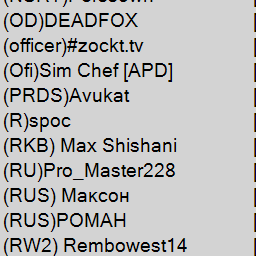 (OD)DEADFOX
(officer)#zockt.tv
(Ofi)Sim Chef [APD]
(PRDS)Avukat
(R)spoc
(RKB) Max Shishani
(RU)Pro_Master228
(RUS) Максон
(RUS)РОМАН
(RW2) Rembowest14